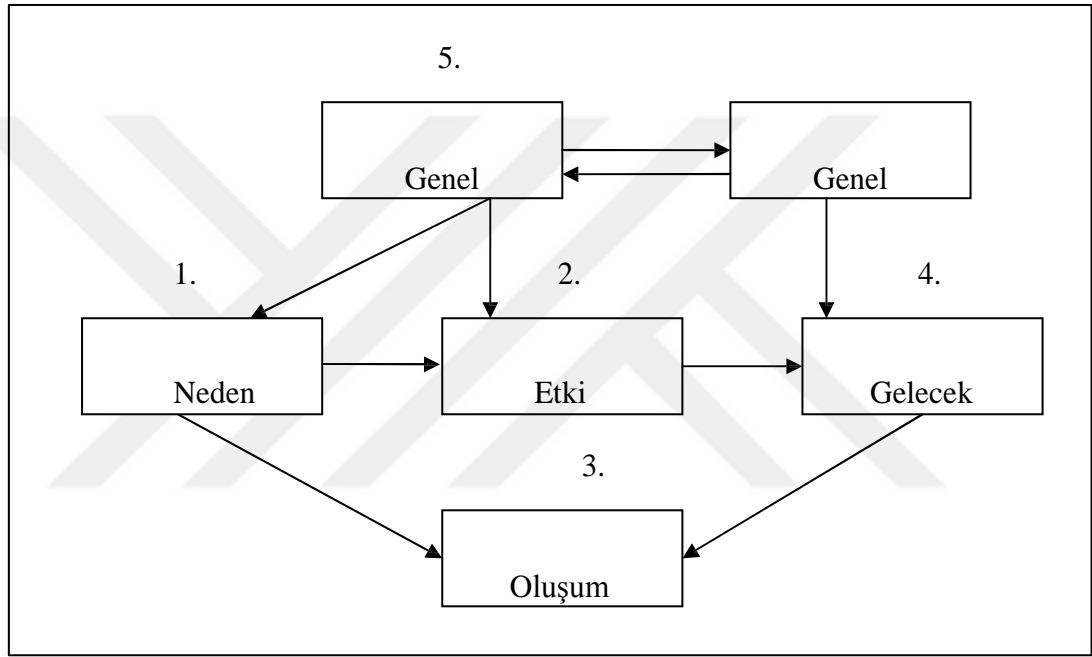 5.
Genel
Genel
1.
2.
4.
Neden
Etki
Gelecek
3.
Oluşum